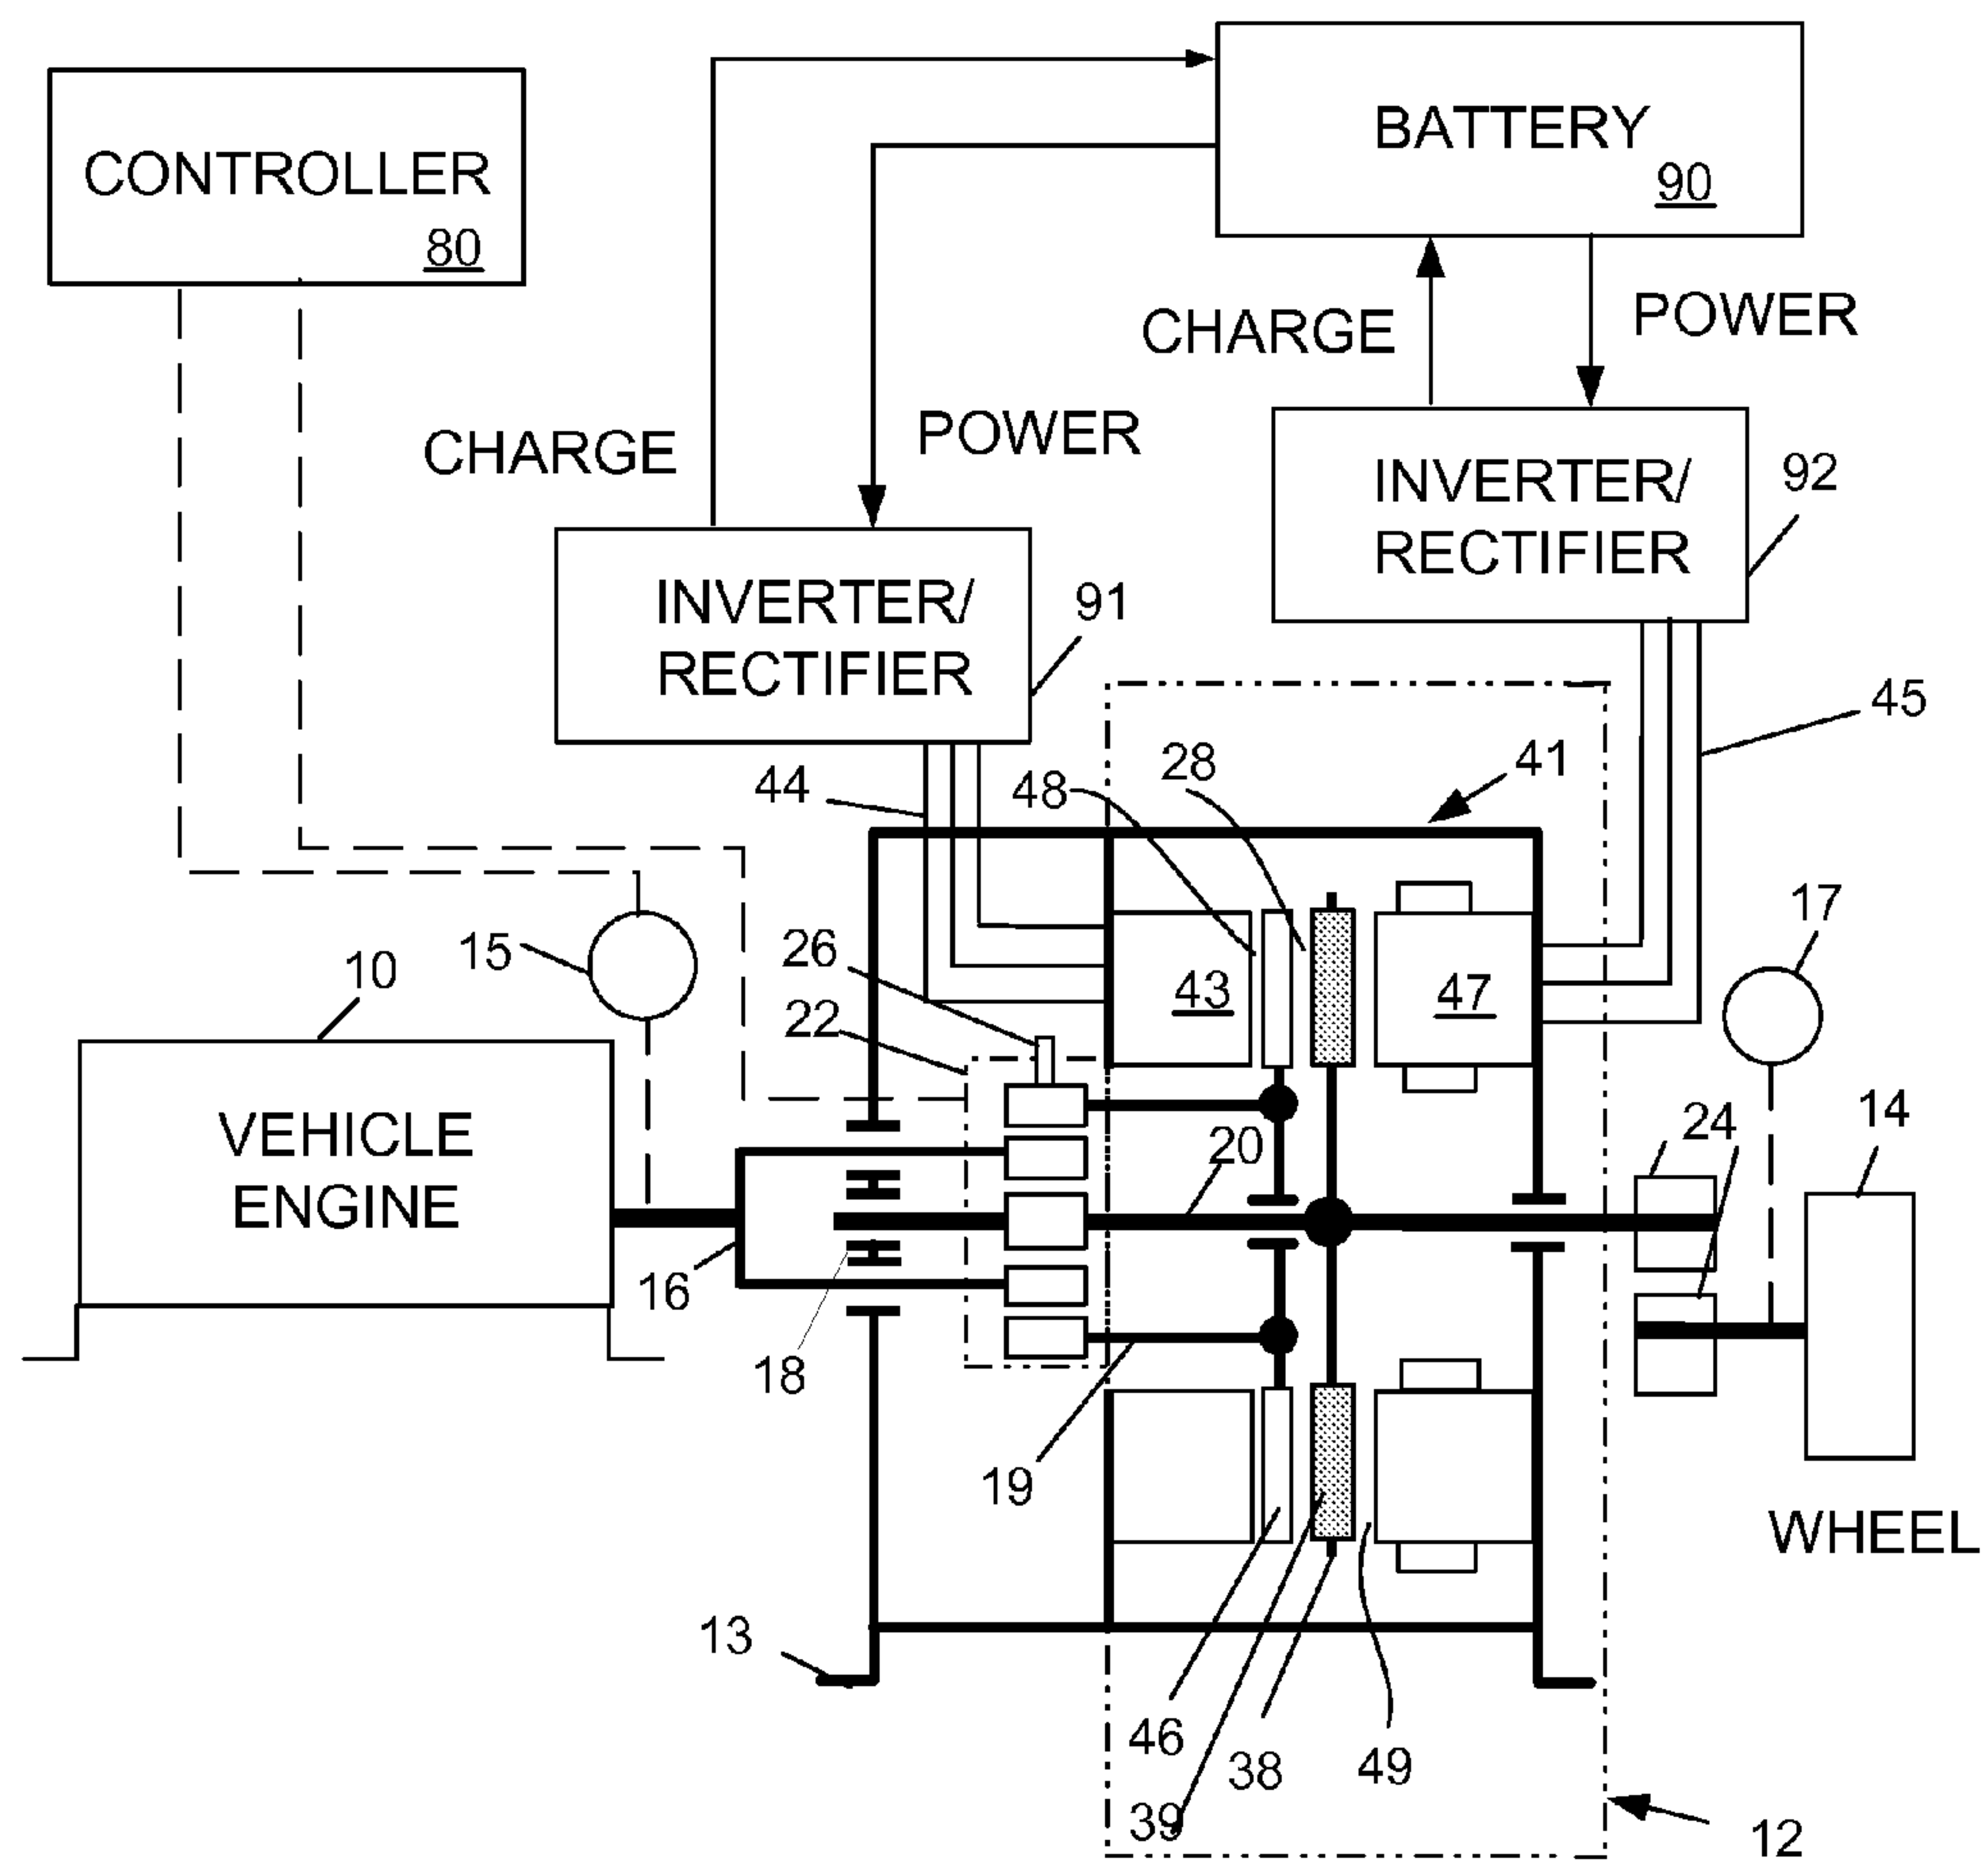 BATTERY
90
CONTROLLER
80
CHARGE
POWER
CHARGE
POWER
INVERTER/
RECTIFIER
92
INVERTER/
RECTIFIER
91
45
44
48
28
41
17
15
26
10
22
43
47
VEHICLE
ENGINE
20
24
14
16
18
19
WHEEL
13
46
38
49
39
12